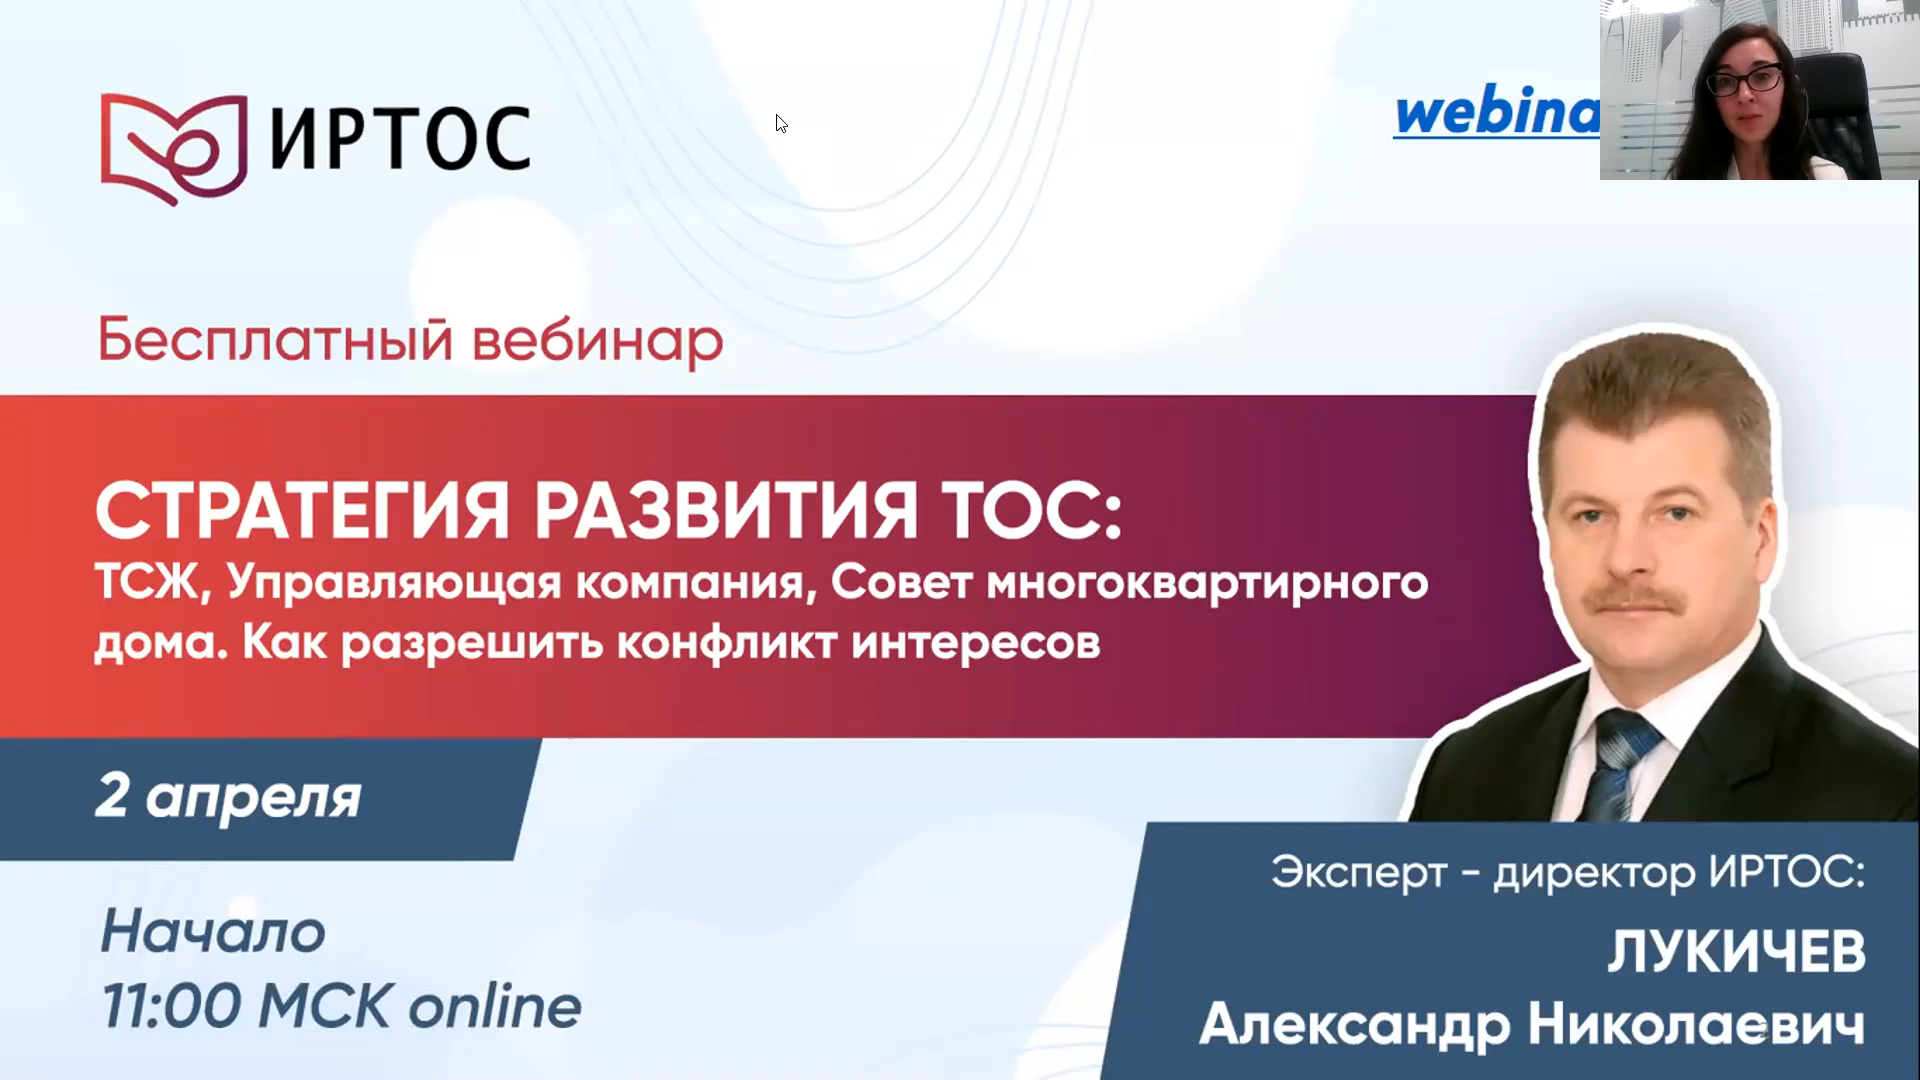 ИРТОС
webina
Бесплатный вебинар
СТРАТЕГИЯ РАЗВИТИЯ ТОС:
ТСЖ, Управляющая компания, Совет многоквартирного
дома. Как разрешить конфликт интересов
2 апреля
Начало
11:00 МСК online
Эксперт - директор ИРТОС:
ЛУКИЧЕВ
Александр Николаевич